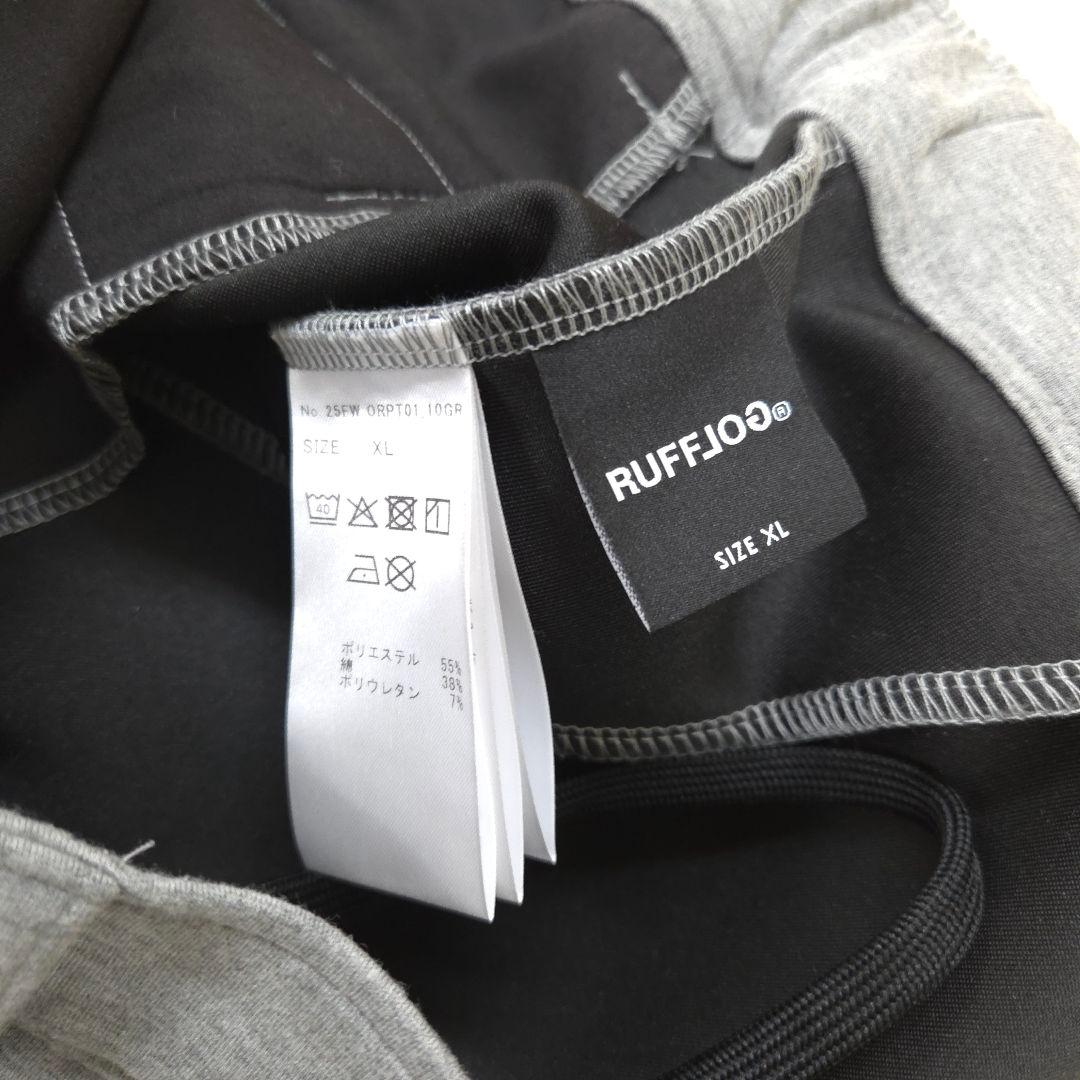 No. 25FW ORPT01.10GR
SIZE XL
40
ポリエステル 55%
綿 38%
ポリウレタン 7%
RUFFLOG®
SIZE XL